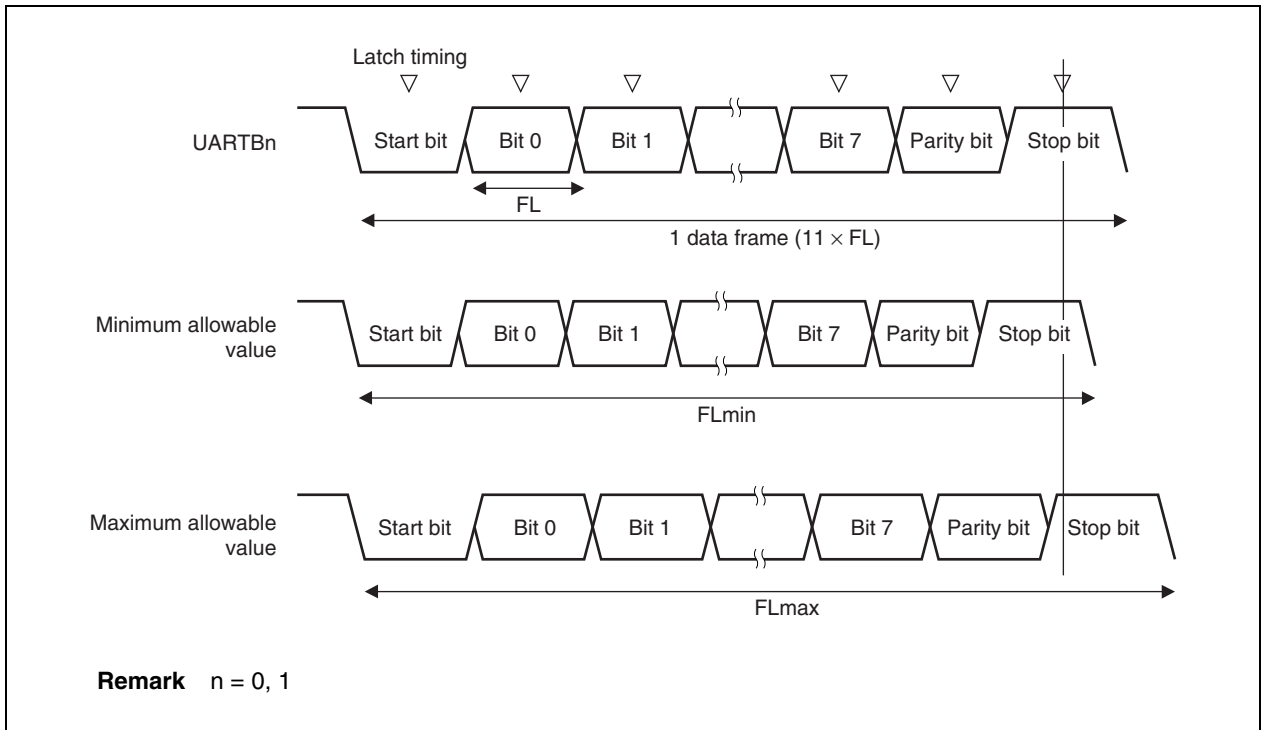 Latch timing
UARTBn
Start bit
Bit 0
Bit 1
Bit 7
Parity bit
Stop bit
FL
1 data frame (11 × FL)
Minimum allowable
value
Start bit
Bit 0
Bit 1
Bit 7
Parity bit
Stop bit
FLmin
Maximum allowable
value
Start bit
Bit 0
Bit 1
Bit 7
Parity bit
Stop bit
FLmax
Remark n = 0, 1